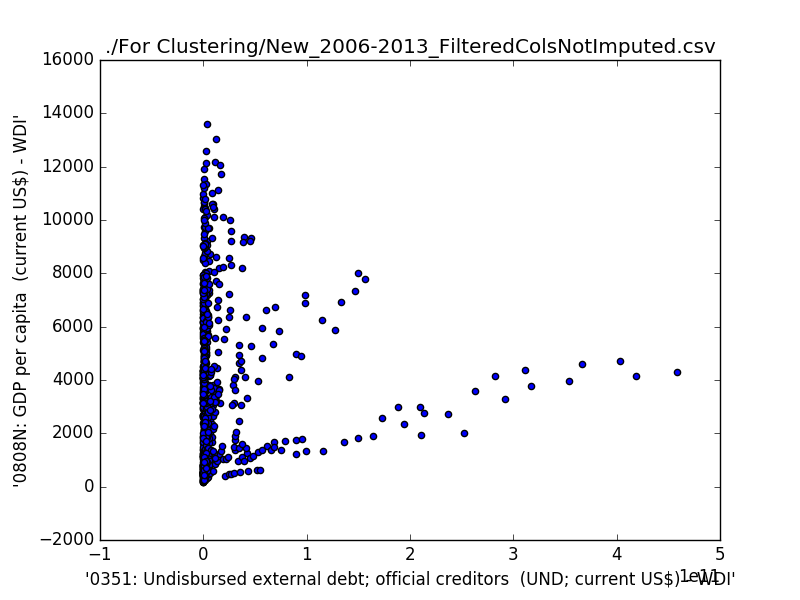 ./For Clustering/New_2006-2013_FilteredColsNotImputed.csv
16000
14000
12000
10000
8000
6000
4000
2000
0
−2000
'0808N: GDP per capita  (current US$) - WDI'
−1 0 1 2 3 4 5
1e11
'0351: Undisbursed external debt; official creditors  (UND; current US$) - WDI'